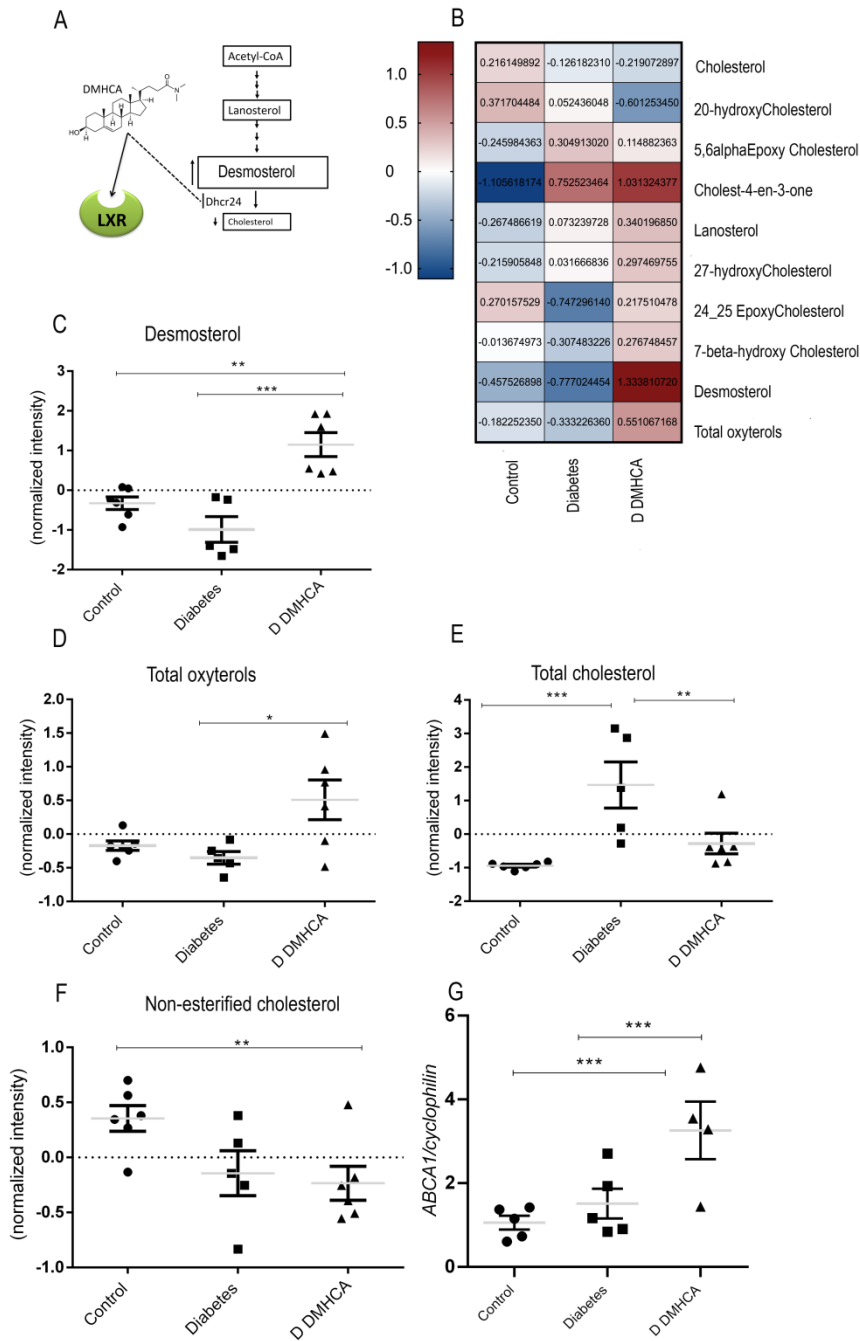 A
DMHCA
O
N
H
H
H
H
HO
H
LXR
Acetyl-CoA
Lanosterol
Desmosterol
Dhcr24
Cholesterol
1.0
0.5
0
-0.5
-1.0
B
0.216149892 -0.126182310 -0.219072897 Cholesterol
0.371704484 0.052436048 -0.601253450 20-hydroxyCholesterol
-0.245984363 0.304913020 0.114882363 5,6alphaEpoxy Cholesterol
-1.105618174 0.752523464 1.031324377 Cholest-4-en-3-one
-0.267486619 0.073239728 0.340196850 Lanosterol
-0.215905848 0.031666836 0.297469755 27-hydroxyCholesterol
0.270157529 -0.747296140 0.217510478 24_25 EpoxyCholesterol
-0.013674973 -0.307483226 0.276748457 7-beta-hydroxy Cholesterol
-0.457526898 -0.777024454 1.333810720 Desmosterol
-0.182252350 -0.333226360 0.551067168 Total oxyterols
Control Diabetes D DMHCA
C
Desmosterol
(normalized intensity)
**
***
3
2
1
0
-1
-2
Control Diabetes D DMHCA
D
Total oxyterols
(normalized intensity)
*
2.0
1.5
1.0
0.5
0.0
-0.5
-1.0
Control Diabetes D DMHCA
E
Total cholesterol
(normalized intensity)
*** **
4
3
2
1
0
-1
-2
Control Diabetes D DMHCA
F
Non-esterified cholesterol
(normalized intensity)
**
1.0
0.5
0.0
-0.5
-1.0
Control Diabetes D DMHCA
G
ABCA1/cyclophilin
***
***
6
4
2
0
Control Diabetes D DMHCA